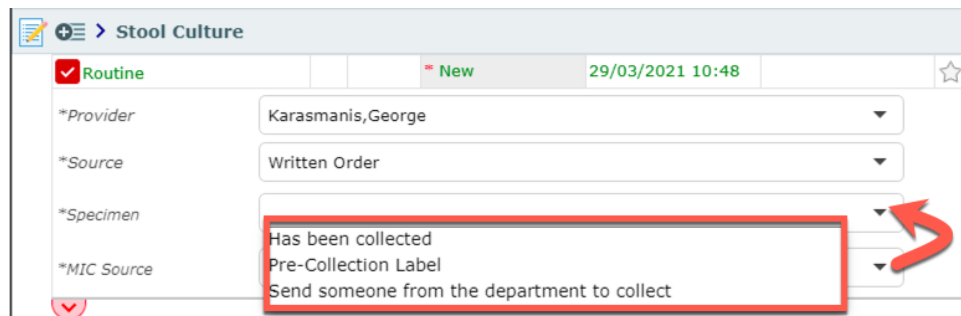 > Stool Culture
Routine * New 29/03/2021 10:48
*Provider Karasmanis,George
*Source Written Order
*Specimen
Has been collected
*MIC Source Pre-Collection Label
Send someone from the department to collect